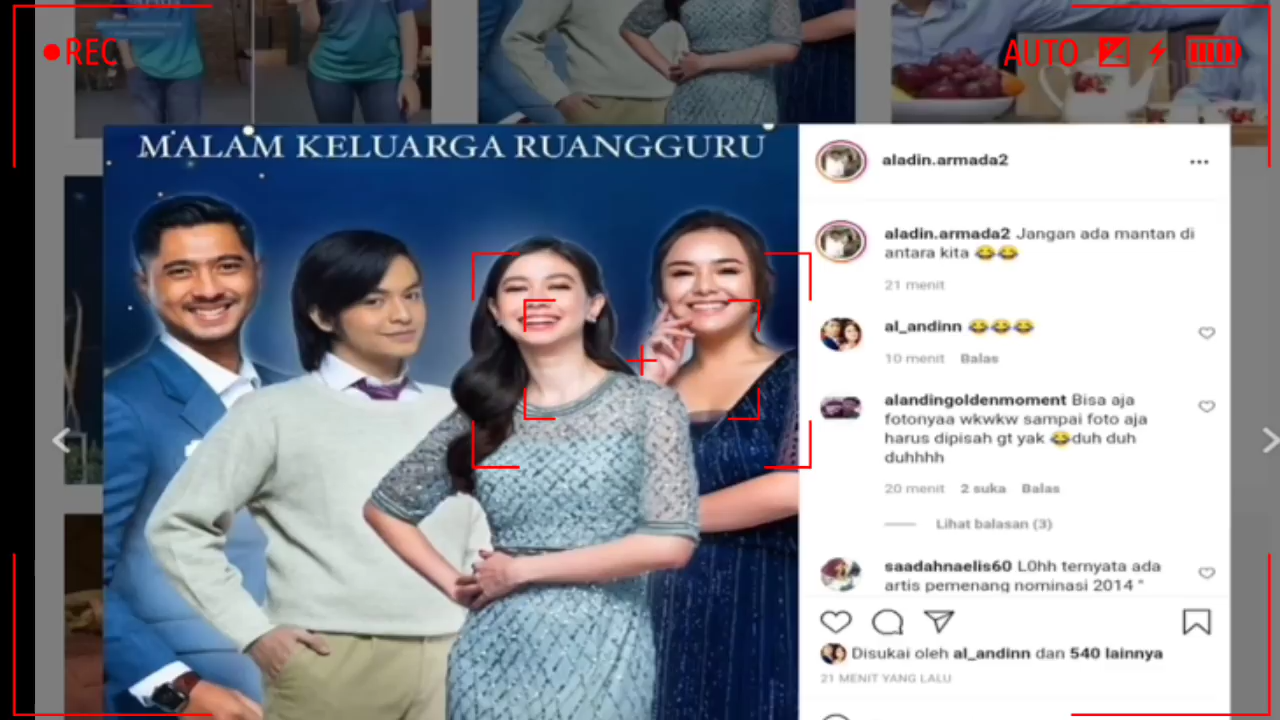 REC
AUTO
MALAM KELUARGA RUANGGURU
aladin.armada2
aladin.armada2 Jangan ada mantan di
antara kita 😂😂
21 menit
al_andinn 😂😂😂
10 menit Balas
alandingoldenmoment Bisa aja
fotonyaa wkwkw sampai foto aja
harus dipisah gt yak 😂duh duh
duhhhh
20 menit 2 suka Balas
Lihat balasan (3)
saadahnaelis60 L0hh ternyata ada
artis pemenang nominasi 2014 "
Disukai oleh al_andinn dan 540 lainnya
21 MENIT YANG LALU